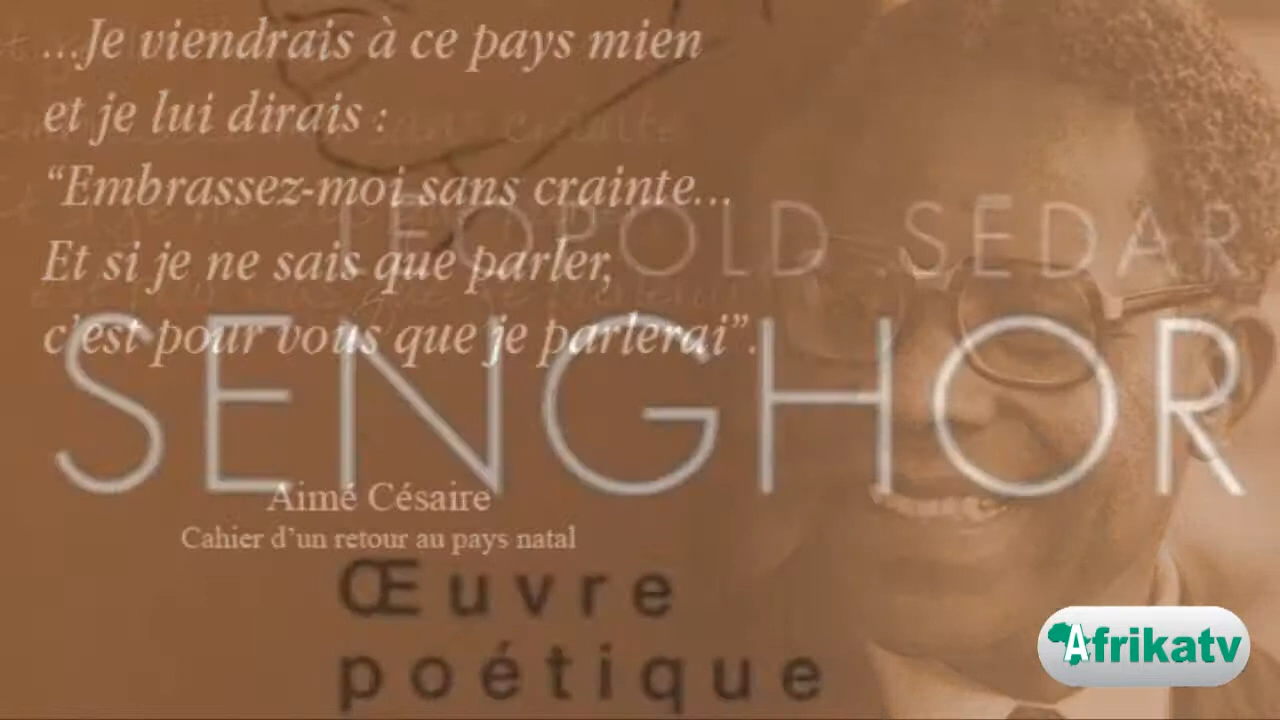 ...Je viendrais à ce pays mien
et je lui dirais :
“Embrassez-moi sans crainte...
Et si je ne sais que parler,
c’est pour vous que je parlerai”.
LÉOPOLD SÉDAR
SENGHOR
Aimé Césaire
Cahier d’un retour au pays natal
Œuvre
poétique
Afrikatv